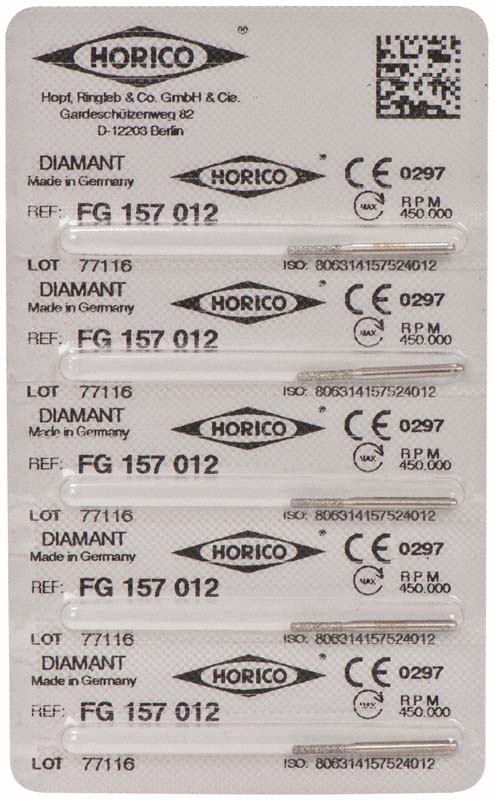 HORICO ®
Hopf, Ringleb & Co. GmbH & Cie.
Gardeschützenweg 82
D-12203 Berlin
DIAMANT HORICO ® CE 0297
Made in Germany
MAX RPM
REF: FG 157 012 450.000
LOT 77116 ISO: 806314157524012
DIAMANT HORICO ® CE 0297
Made in Germany
MAX RPM
REF: FG 157 012 450.000
LOT 77116 ISO: 806314157524012
DIAMANT HORICO ® CE 0297
Made in Germany
MAX RPM
REF: FG 157 012 450.000
LOT 77116 ISO: 806314157524012
DIAMANT HORICO ® CE 0297
Made in Germany
MAX RPM
REF: FG 157 012 450.000
LOT 77116 ISO: 806314157524012
DIAMANT HORICO ® CE 0297
Made in Germany
MAX RPM
REF: FG 157 012 450.000
LOT 77116 ISO: 806314157524012